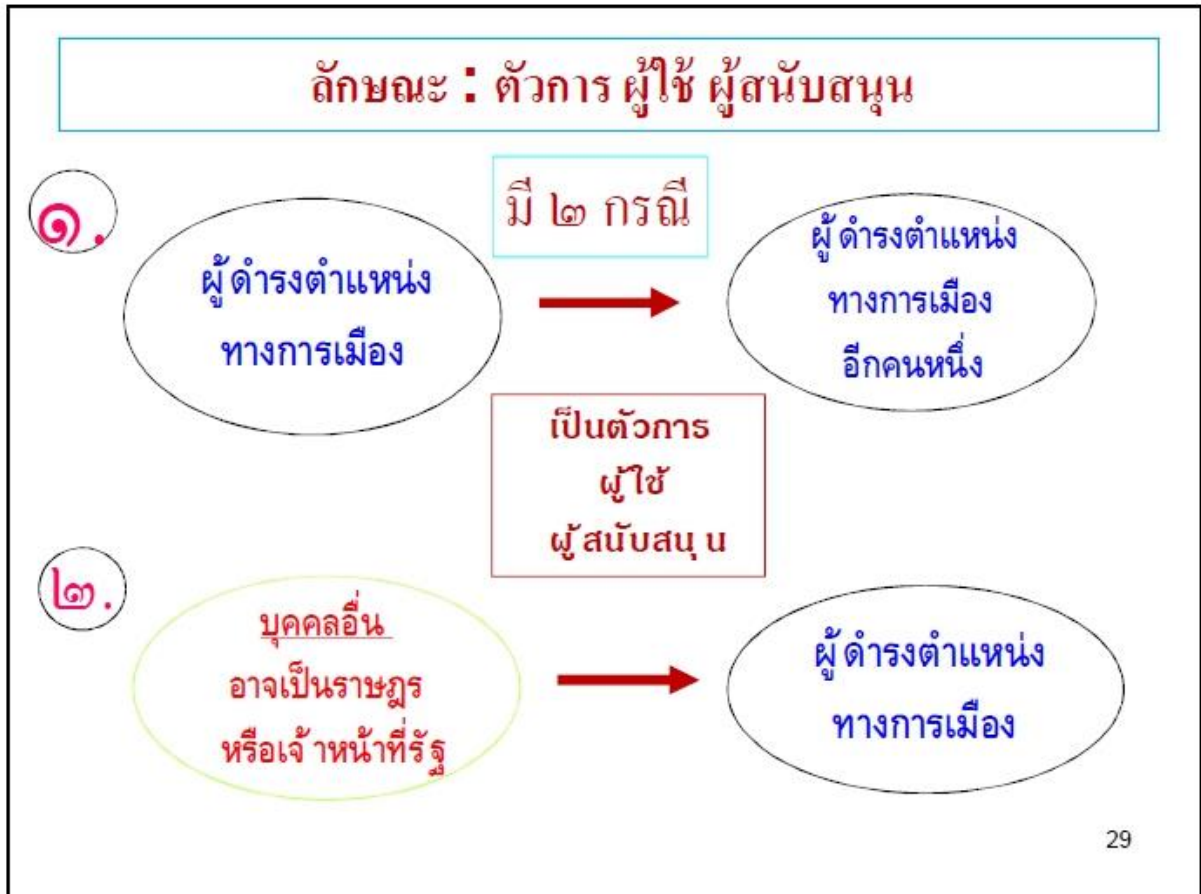 ลักษณะ : ตัวการ ผู้ใช้ ผู้สนับสนุน
มี ๒ กรณี
๑.
ผู้ดำรงตำแหน่ง
ทางการเมือง
ผู้ดำรงตำแหน่ง
ทางการเมือง
อีกคนหนึ่ง
เป็นตัวการ
ผู้ใช้
ผู้สนับสนุน
๒.
บุคคลอื่น
อาจเป็นราษฎร
หรือเจ้าหน้าที่รัฐ
ผู้ดำรงตำแหน่ง
ทางการเมือง
29